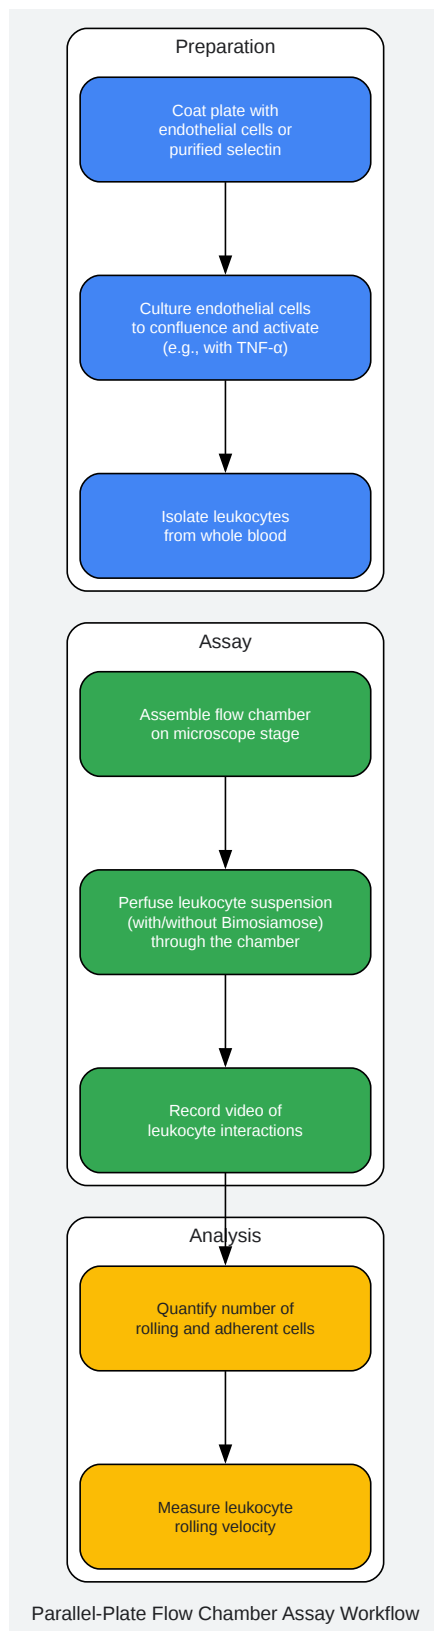 Preparation
Coat plate with
endothelial cells or
purified selectin
Culture endothelial cells
to confluence and activate
(e.g., with TNF-α)
Isolate leukocytes
from whole blood
Assay
Assemble flow chamber
on microscope stage
Perfuse leukocyte suspension
(with/without Bimosiamose)
through the chamber
Record video of
leukocyte interactions
Analysis
Quantify number of
rolling and adherent cells
Measure leukocyte
rolling velocity
Parallel-Plate Flow Chamber Assay Workflow